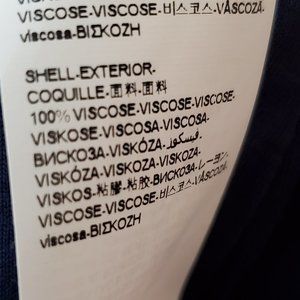 VISCOSE-VISCOSE-비스코스-VÂSCOZÃ-
viscosa-ΒΙΣΚΟΖΗ
SHELL-EXTERIOR-
COQUILLE-面料-面料
100% VISCOSE-VISCOSE-VISCOSE-
VISKOSE-VISCOSA-VISCOSA-
ВИСКОЗА-VISKÓZA-فيسكوز-
VISKÓZA-VISKOZA-VISKOZA-
VISKOS-粘膠-粘胶-ВИСКОЗА-レーヨン-
VISCOSE-VISCOSE-비스코스-VÂSCOZÃ-
viscosa-ΒΙΣΚΟΖΗ